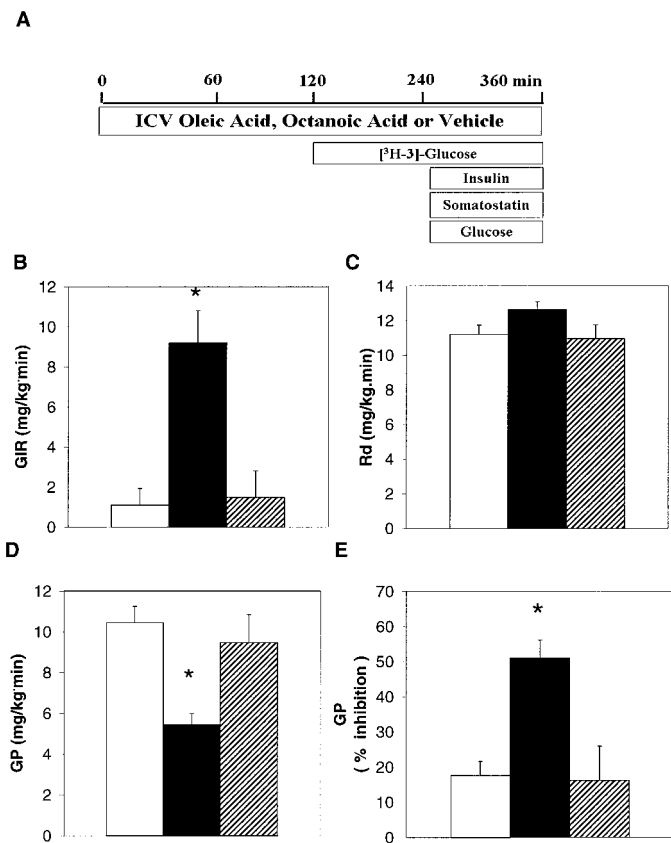 A
0 60 120 240 360 min
ICV Oleic Acid, Octanoic Acid or Vehicle
[³H-3]-Glucose
Insulin
Somatostatin
Glucose
B
GIR (mg/kg·min)
12
10
8
6
4
2
0
*
C
Rd (mg/kg.min)
14
12
10
8
6
4
2
0
D
GP (mg/kg·min)
12
10
8
6
4
2
0
*
E
GP
( % inhibition )
70
60
50
40
30
20
10
0
*